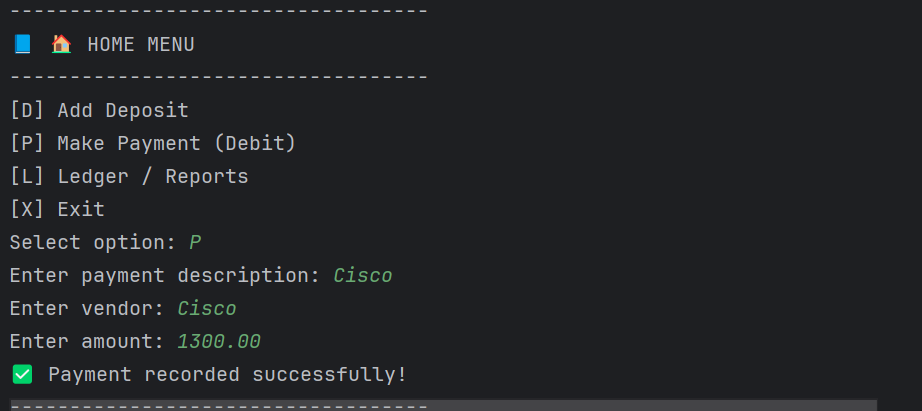 -----------------------------------
📘 🏠 HOME MENU
-----------------------------------
[D] Add Deposit
[P] Make Payment (Debit)
[L] Ledger / Reports
[X] Exit
Select option: P
Enter payment description: Cisco
Enter vendor: Cisco
Enter amount: 1300.00
✅ Payment recorded successfully!
-----------------------------------